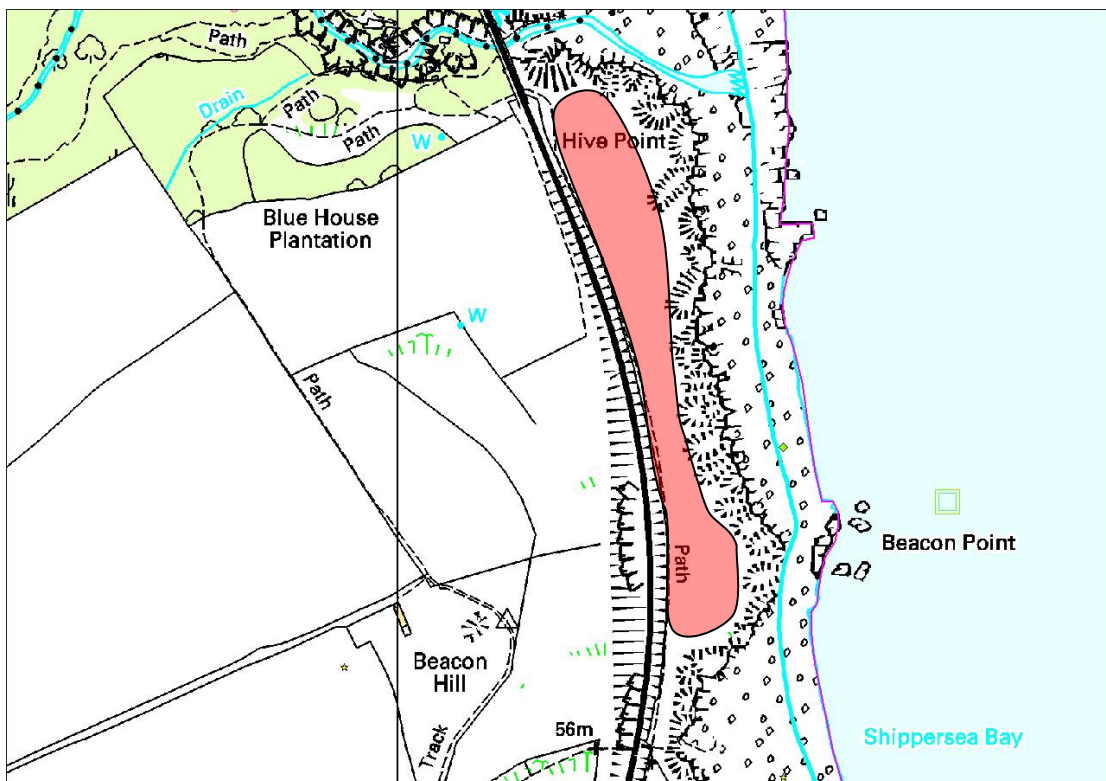 Path
Drain
Path
Path
W
Hive Point
Blue House
Plantation
W
Path
Beacon Point
Path
Beacon
Hill
Track
56m
Shippersea Bay